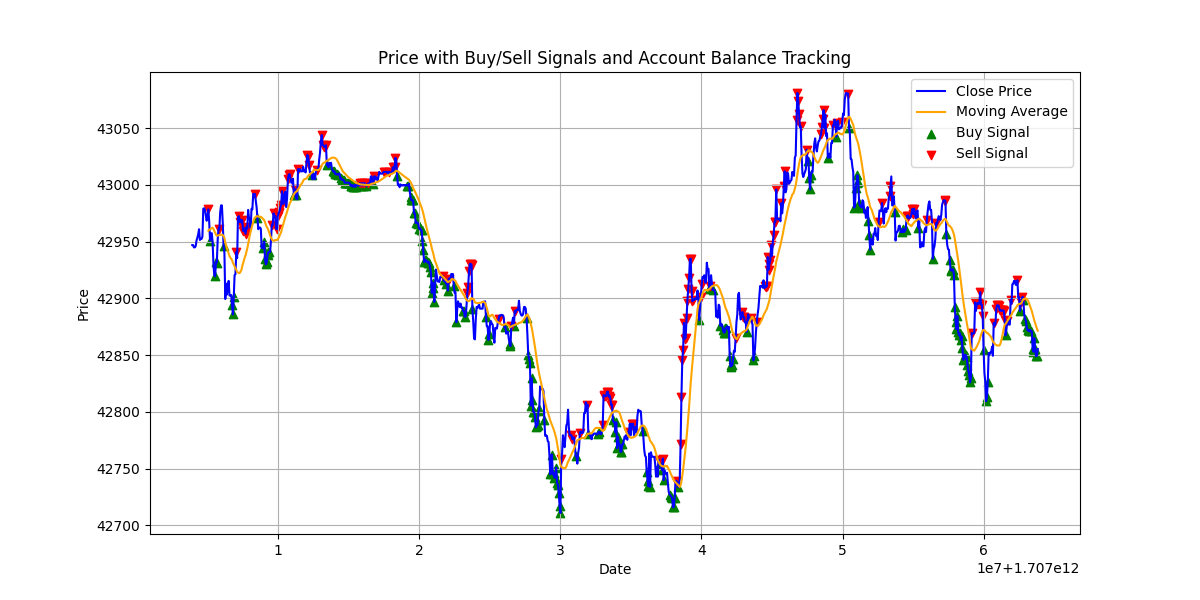 Price with Buy/Sell Signals and Account Balance Tracking
Close Price
Moving Average
Buy Signal
Sell Signal
43050
43000
42950
42900
42850
42800
42750
42700
Price
1 2 3 4 5 6
Date
1e7+1.707e12